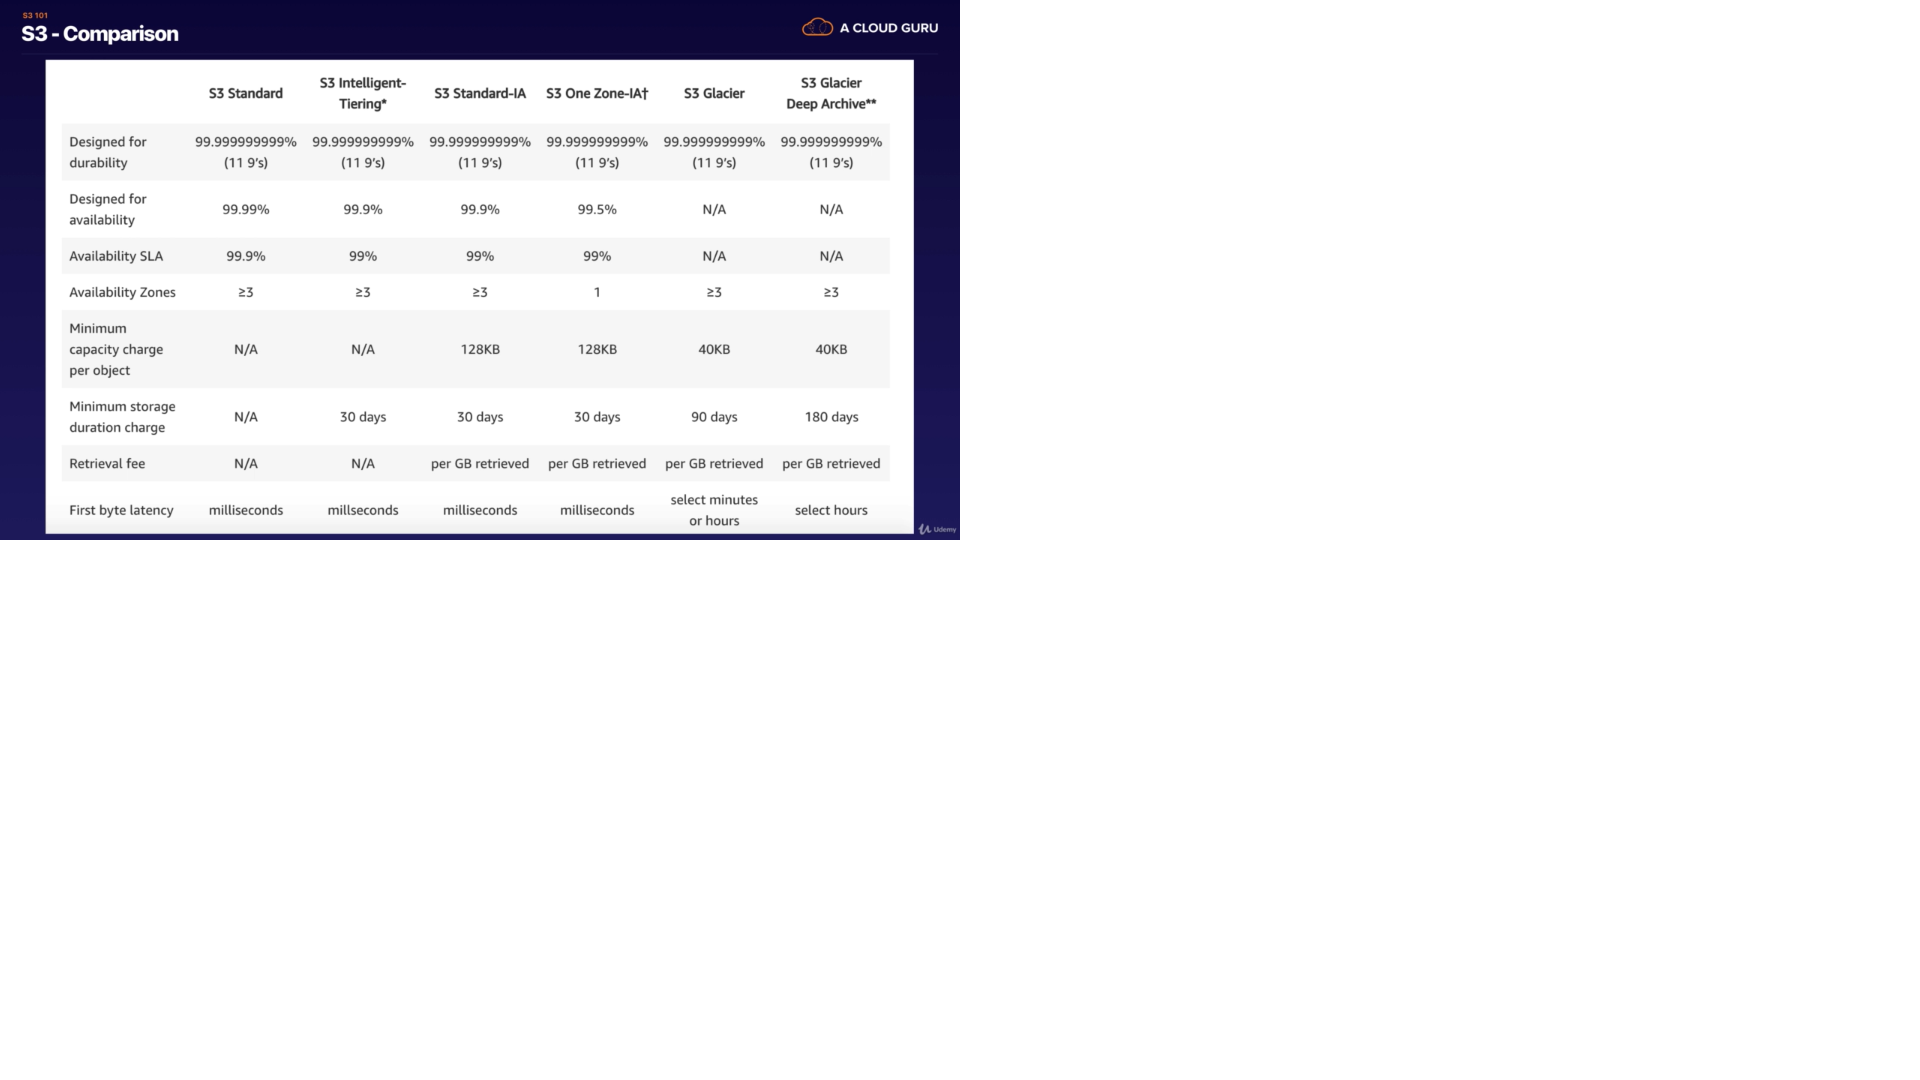 S3 101
S3 - Comparison
A CLOUD GURU
S3 Standard S3 Intelligent-Tiering* S3 Standard-IA S3 One Zone-IA† S3 Glacier S3 Glacier Deep Archive**
Designed for durability 99.999999999% (11 9’s) 99.999999999% (11 9’s) 99.999999999% (11 9’s) 99.999999999% (11 9’s) 99.999999999% (11 9’s) 99.999999999% (11 9’s)
Designed for availability 99.99% 99.9% 99.9% 99.5% N/A N/A
Availability SLA 99.9% 99% 99% 99% N/A N/A
Availability Zones ≥3 ≥3 ≥3 1 ≥3 ≥3
Minimum capacity charge per object N/A N/A 128KB 128KB 40KB 40KB
Minimum storage duration charge N/A 30 days 30 days 30 days 90 days 180 days
Retrieval fee N/A N/A per GB retrieved per GB retrieved per GB retrieved per GB retrieved
First byte latency milliseconds millseconds milliseconds milliseconds select minutes or hours select hours
Udemy